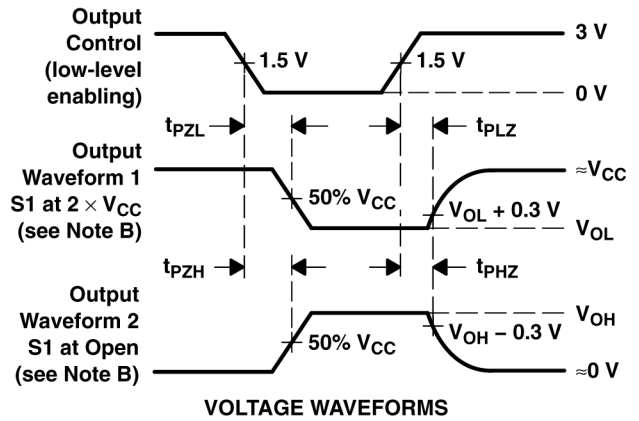 Output
Control
(low-level
enabling)
1.5 V
1.5 V
3 V
0 V
tPZL
tPLZ
Output
Waveform 1
S1 at 2 × VCC
(see Note B)
50% VCC
VOL + 0.3 V
≈VCC
VOL
tPZH
tPHZ
Output
Waveform 2
S1 at Open
(see Note B)
50% VCC
VOH − 0.3 V
VOH
≈0 V
VOLTAGE WAVEFORMS